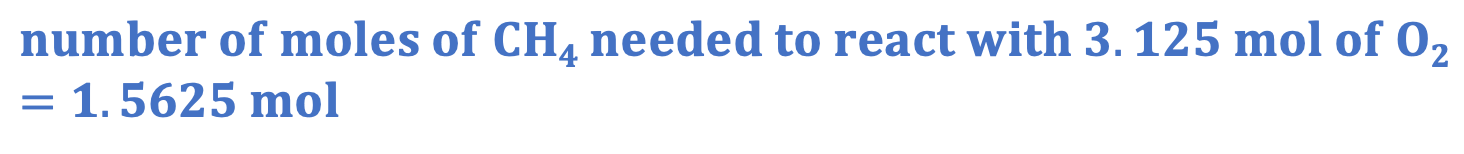 number of moles of CH₄ needed to react with 3.125 mol of O₂
= 1.5625 mol